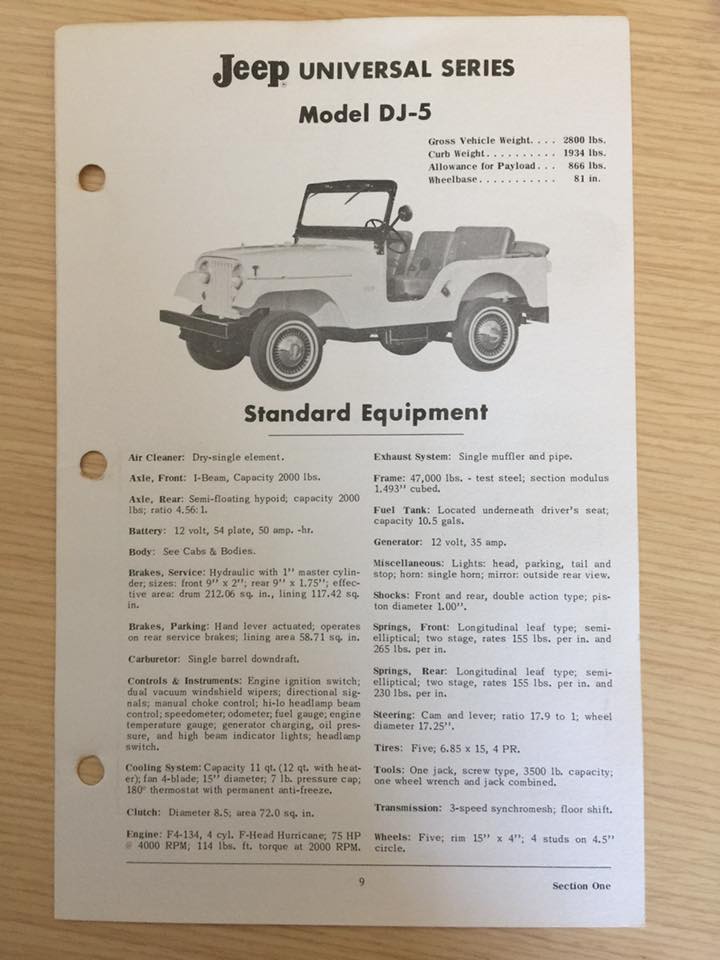 Jeep UNIVERSAL SERIES
Model DJ-5
Gross Vehicle Weight. . . . 2800 lbs.
Curb Weight. . . . . . . . . . 1934 lbs.
Allowance for Payload. . . 866 lbs.
Wheelbase. . . . . . . . . . . 81 in.
Standard Equipment
Air Cleaner: Dry-single element.
Axle, Front: I-Beam, Capacity 2000 lbs.
Axle, Rear: Semi-floating hypoid; capacity 2000
lbs; ratio 4.56:1.
Battery: 12 volt, 54 plate, 50 amp. -hr.
Body: See Cabs & Bodies.
Brakes, Service: Hydraulic with 1" master cylin-
der; sizes: front 9" x 2"; rear 9" x 1.75"; effec-
tive area: drum 212.06 sq. in., lining 117.42 sq.
in.
Brakes, Parking: Hand lever actuated; operates
on rear service brakes; lining area 58.71 sq. in.
Carburetor: Single barrel downdraft.
Controls & Instruments: Engine ignition switch;
dual vacuum windshield wipers; directional sig-
nals; manual choke control; hi-lo headlamp beam
control; speedometer; odometer; fuel gauge; engine
temperature gauge; generator charging, oil pres-
sure, and high beam indicator lights; headlamp
switch.
Cooling System: Capacity 11 qt. (12 qt. with heat-
er); fan 4-blade; 15" diameter; 7 lb. pressure cap;
180° thermostat with permanent anti-freeze.
Clutch: Diameter 8.5; area 72.0 sq. in.
Engine: F4-134, 4 cyl. F-Head Hurricane; 75 HP
@ 4000 RPM; 114 lbs. ft. torque at 2000 RPM.
Exhaust System: Single muffler and pipe.
Frame: 47,000 lbs. - test steel; section modulus
1.493" cubed.
Fuel Tank: Located underneath driver's seat;
capacity 10.5 gals.
Generator: 12 volt, 35 amp.
Miscellaneous: Lights: head, parking, tail and
stop; horn: single horn; mirror: outside rear view.
Shocks: Front and rear, double action type; pis-
ton diameter 1.00".
Springs, Front: Longitudinal leaf type; semi-
elliptical; two stage, rates 155 lbs. per in. and
265 lbs. per in.
Springs, Rear: Longitudinal leaf type; semi-
elliptical; two stage, rates 155 lbs. per in. and
230 lbs. per in.
Steering: Cam and lever; ratio 17.9 to 1; wheel
diameter 17.25".
Tires: Five; 6.85 x 15, 4 PR.
Tools: One jack, screw type, 3500 lb. capacity;
one wheel wrench and jack combined.
Transmission: 3-speed synchromesh; floor shift.
Wheels: Five; rim 15" x 4"; 4 studs on 4.5"
circle.
9
Section One